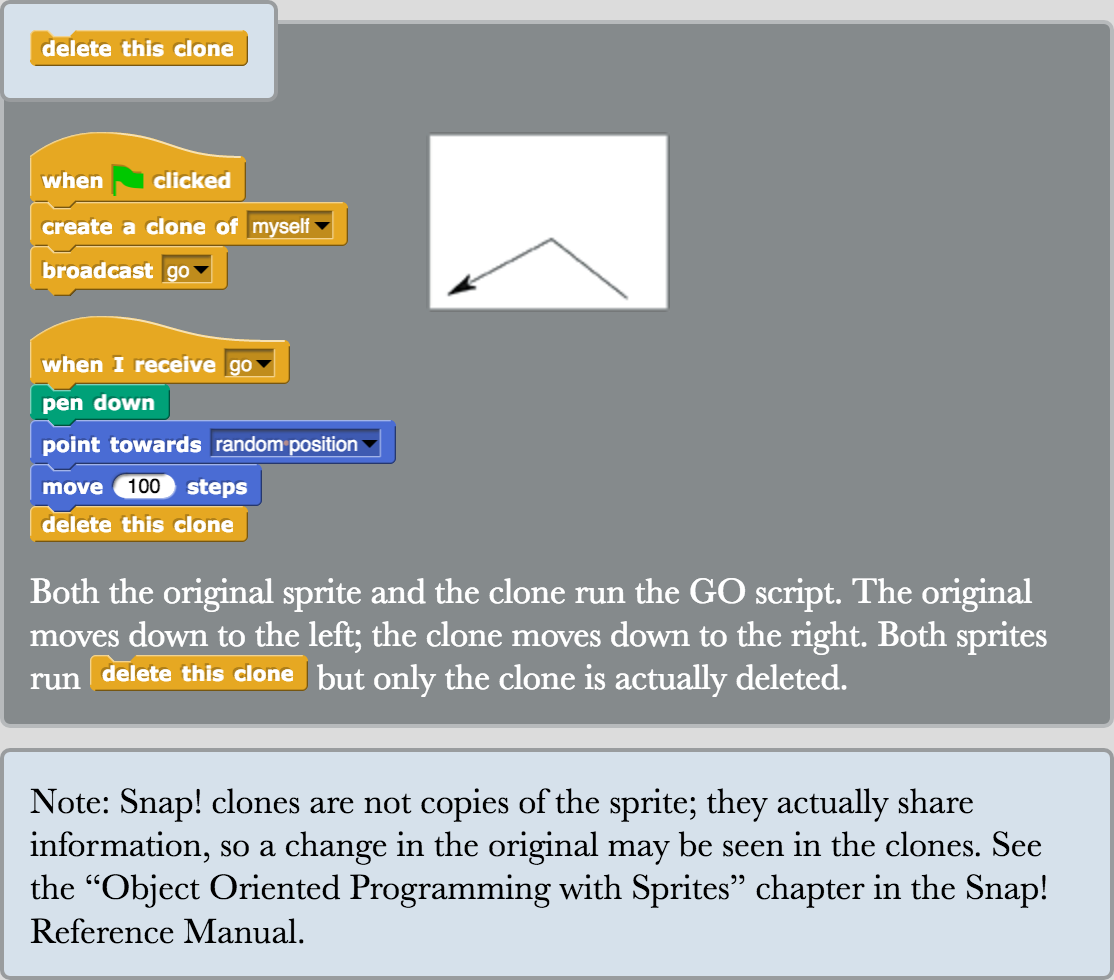 delete this clone
when clicked
create a clone of myself
broadcast go
when I receive go
pen down
point towards random position
move 100 steps
delete this clone
Both the original sprite and the clone run the GO script. The original
moves down to the left; the clone moves down to the right. Both sprites
run delete this clone but only the clone is actually deleted.
Note: Snap! clones are not copies of the sprite; they actually share
information, so a change in the original may be seen in the clones. See
the “Object Oriented Programming with Sprites” chapter in the Snap!
Reference Manual.